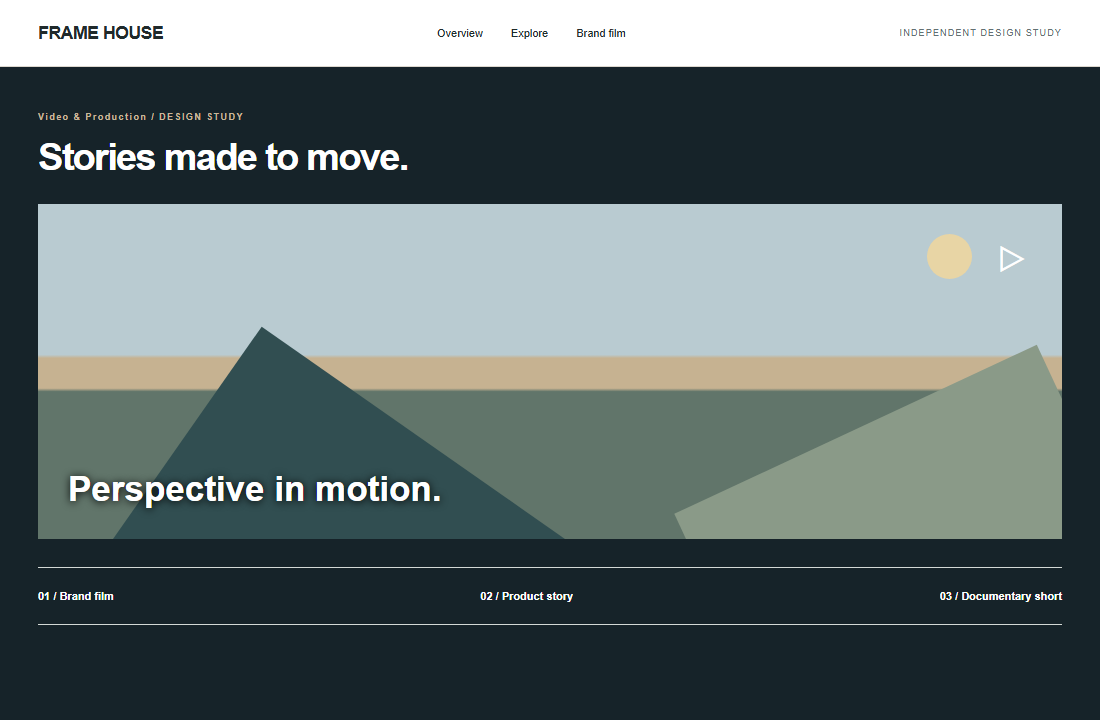 FRAME HOUSE
Overview Explore Brand film
INDEPENDENT DESIGN STUDY
Video & Production / DESIGN STUDY
Stories made to move.
Perspective in motion.
01 / Brand film
02 / Product story
03 / Documentary short